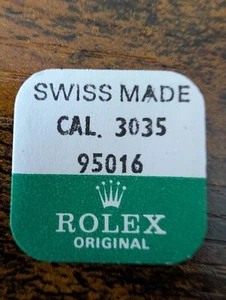 SWISS MADE
CAL. 3035
95016
ROLEX
ORIGINAL